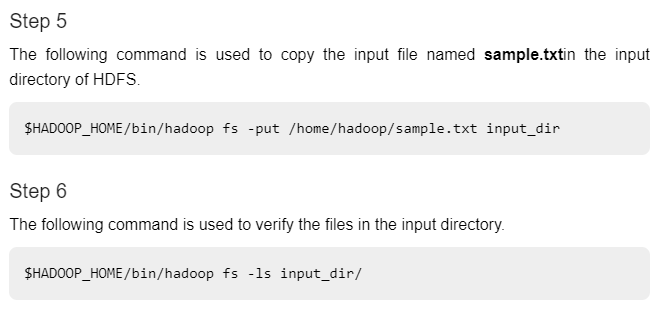 Step 5
The following command is used to copy the input file named sample.txtin the input
directory of HDFS.
$HADOOP_HOME/bin/hadoop fs -put /home/hadoop/sample.txt input_dir
Step 6
The following command is used to verify the files in the input directory.
$HADOOP_HOME/bin/hadoop fs -ls input_dir/